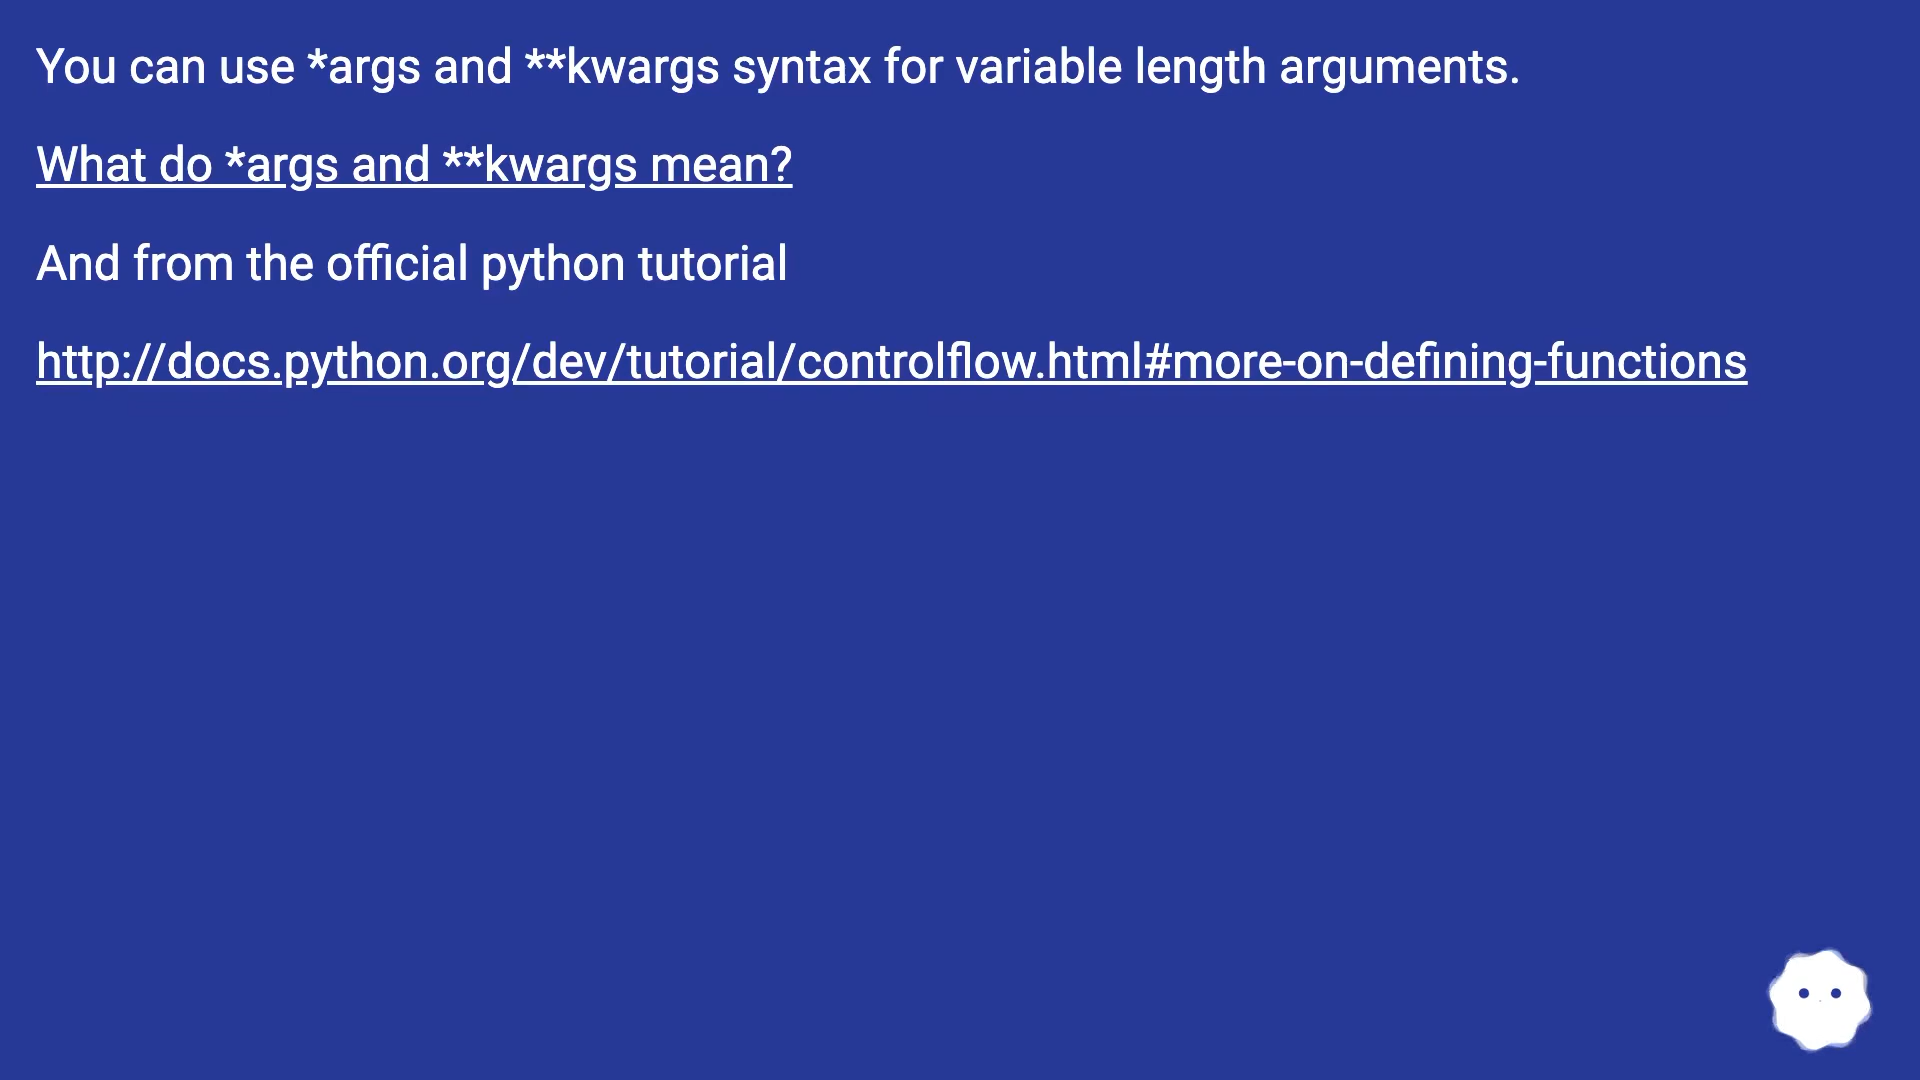 You can use *args and **kwargs syntax for variable length arguments.
What do *args and **kwargs mean?
And from the official python tutorial
http://docs.python.org/dev/tutorial/controlflow.html#more-on-defining-functions